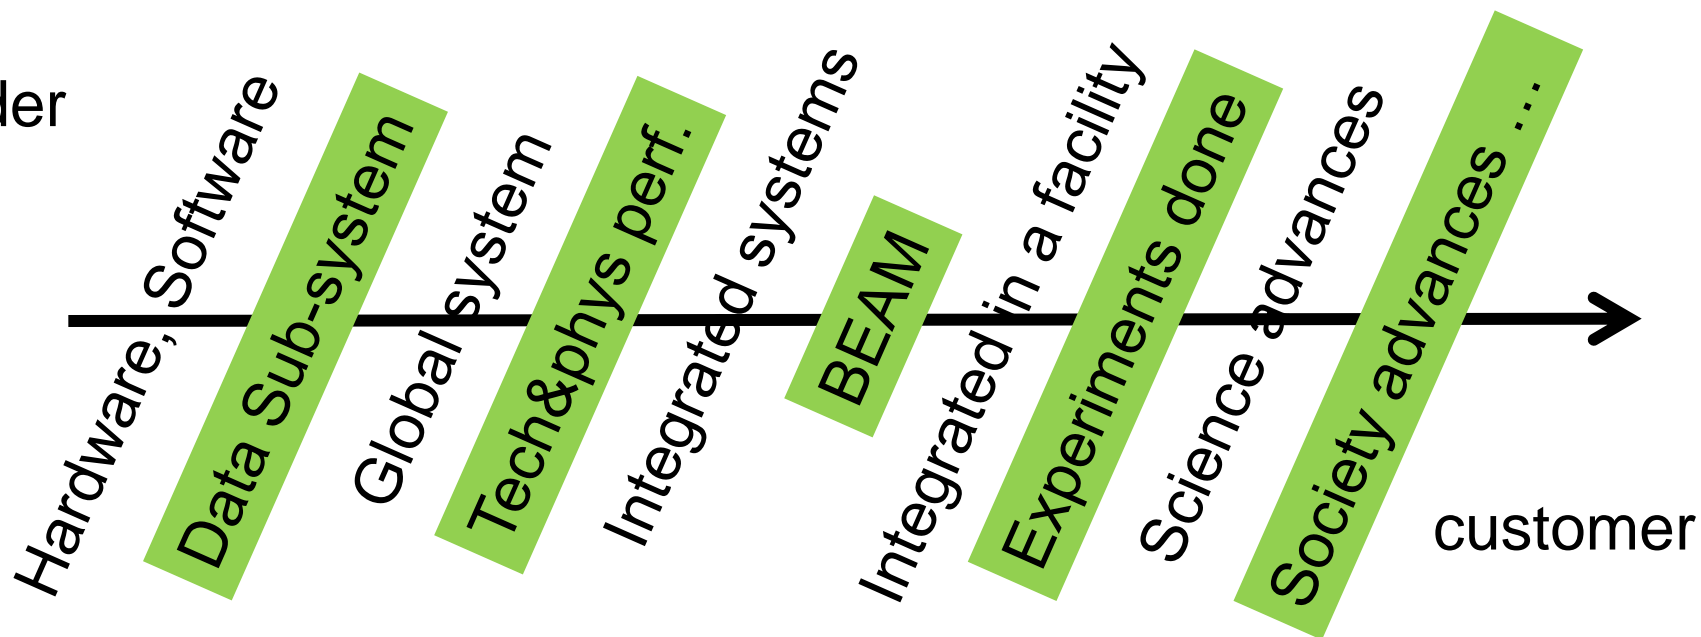 der
Hardware, Software
Data Sub-system
Global system
Tech&phys perf.
Integrated systems
BEAM
Integrated in a facility
Experiments done
Science advances
Society advances …
customer